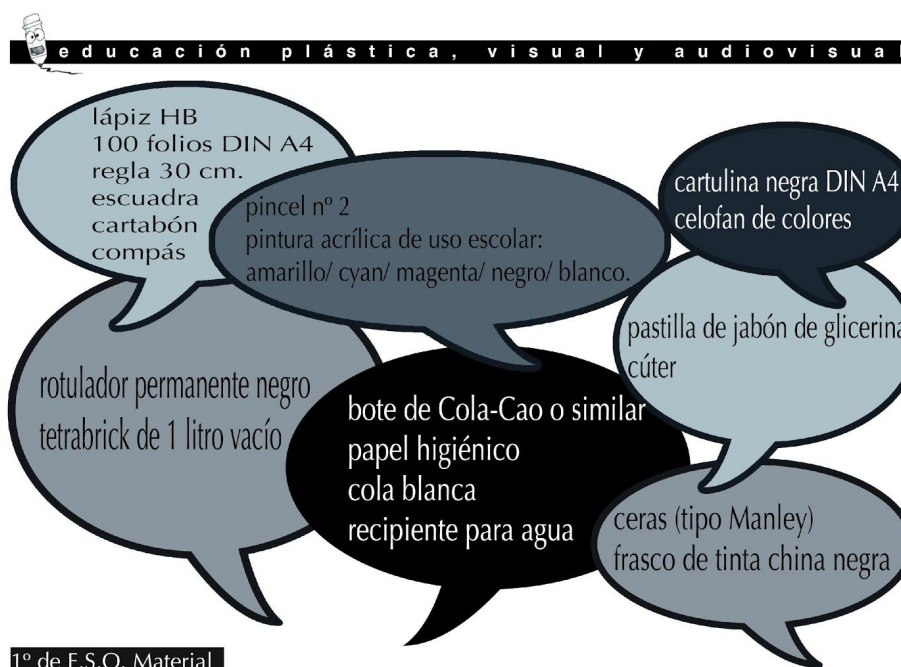 educación plástica, visual y audiovisual
lápiz HB
100 folios DIN A4
regla 30 cm.
escuadra
cartabón
compás
pincel nº 2
pintura acrílica de uso escolar:
amarillo/ cyan/ magenta/ negro/ blanco.
cartulina negra DIN A4
celofan de colores
pastilla de jabón de glicerina
cúter
rotulador permanente negro
tetrabrick de 1 litro vacío
bote de Cola-Cao o similar
papel higiénico
cola blanca
recipiente para agua
ceras (tipo Manley)
frasco de tinta china negra
1º de E.S.O. Material